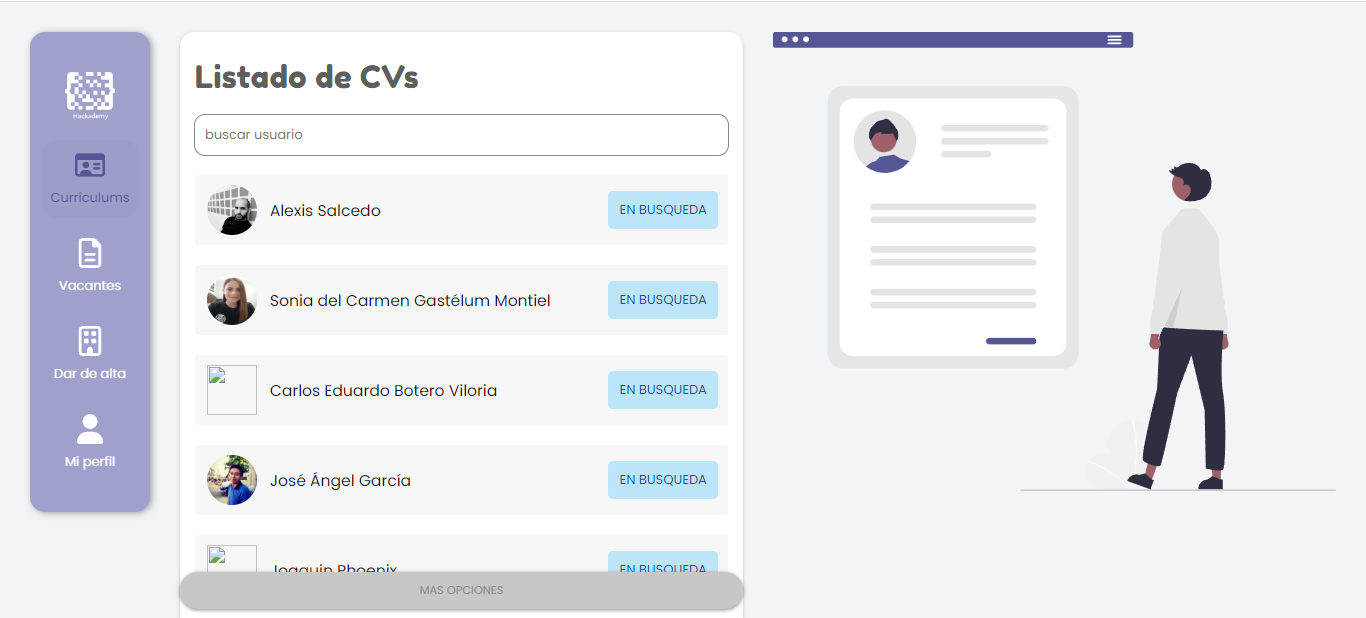 Hackademy
Curriculums
Vacantes
Dar de alta
Mi perfil
Listado de CVs
buscar usuario
Alexis Salcedo
EN BUSQUEDA
Sonia del Carmen Gastélum Montiel
EN BUSQUEDA
Carlos Eduardo Botero Viloria
EN BUSQUEDA
José Ángel García
EN BUSQUEDA
Joaquin Phoenix
EN BUSQUEDA
MAS OPCIONES